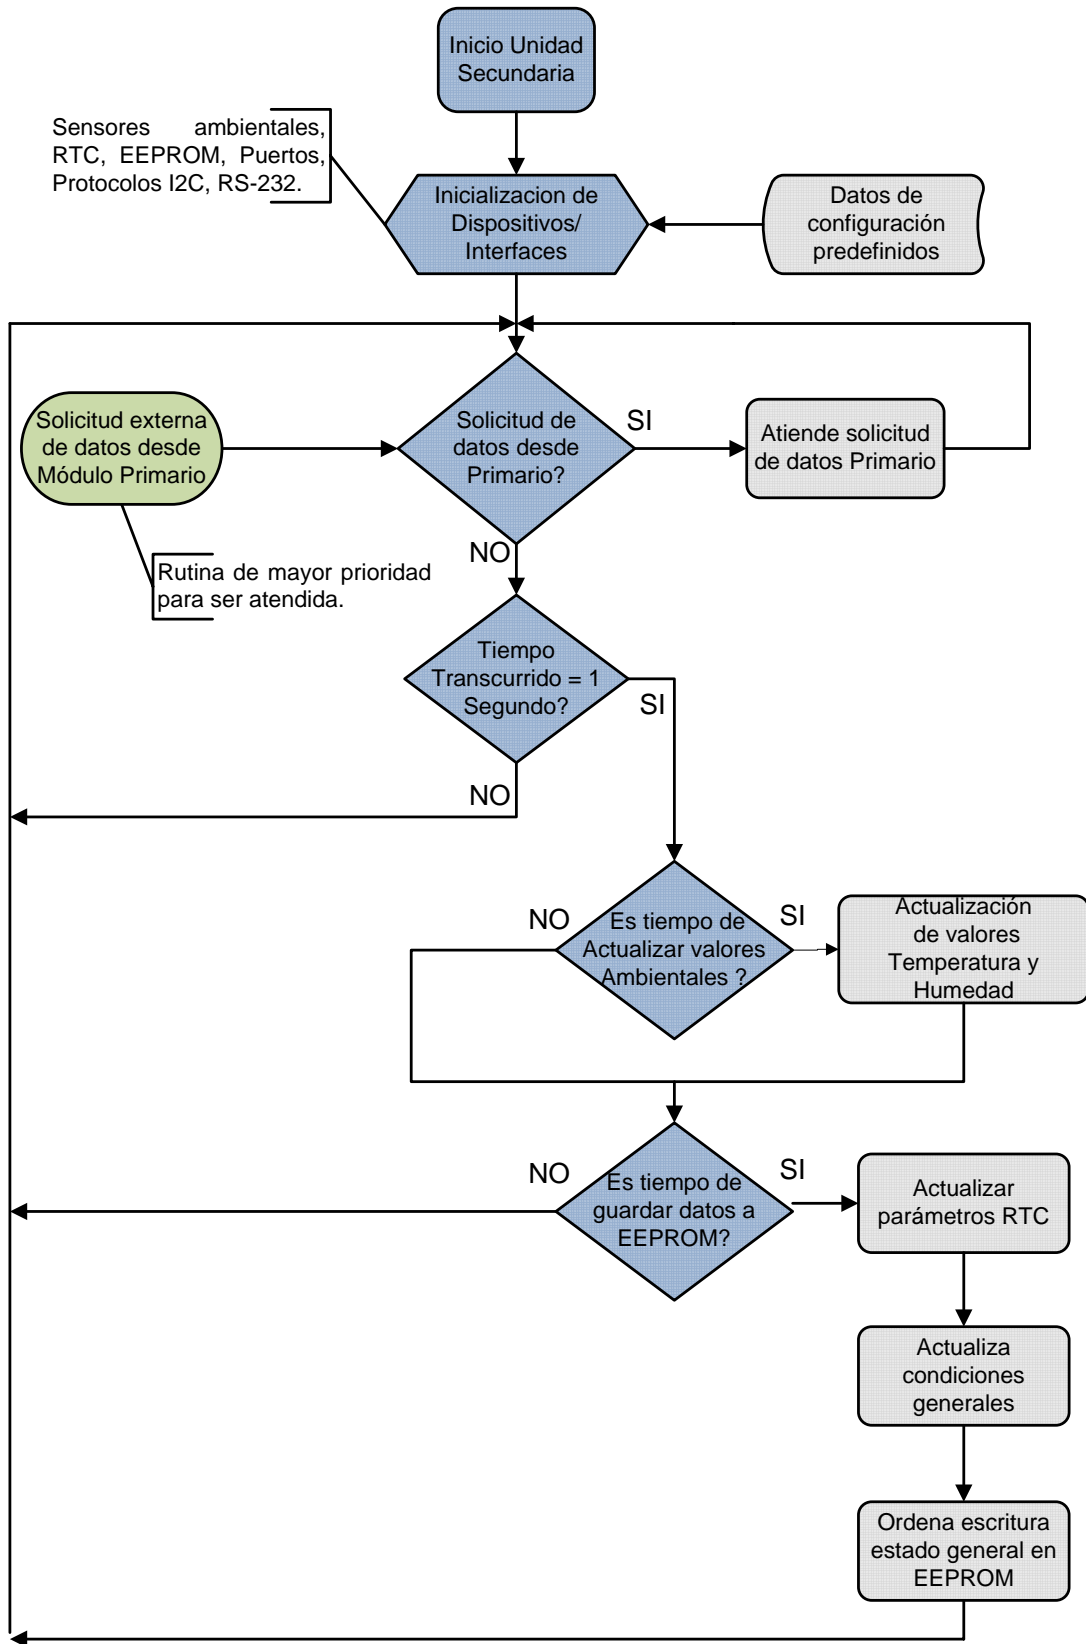 Inicio Unidad
Secundaria
Sensores ambientales,
RTC, EEPROM, Puertos,
Protocolos I2C, RS-232.
Inicializacion de
Dispositivos/
Interfaces
Datos de
configuración
predefinidos
Solicitud externa
de datos desde
Módulo Primario
Solicitud de
datos desde
Primario?
SI
Atiende solicitud
de datos Primario
NO
Rutina de mayor prioridad
para ser atendida.
Tiempo
Transcurrido = 1
Segundo?
SI
NO
NO
Es tiempo de
Actualizar valores
Ambientales ?
SI
Actualización
de valores
Temperatura y
Humedad
NO
Es tiempo de
guardar datos a
EEPROM?
SI
Actualizar
parámetros RTC
Actualiza
condiciones
generales
Ordena escritura
estado general en
EEPROM